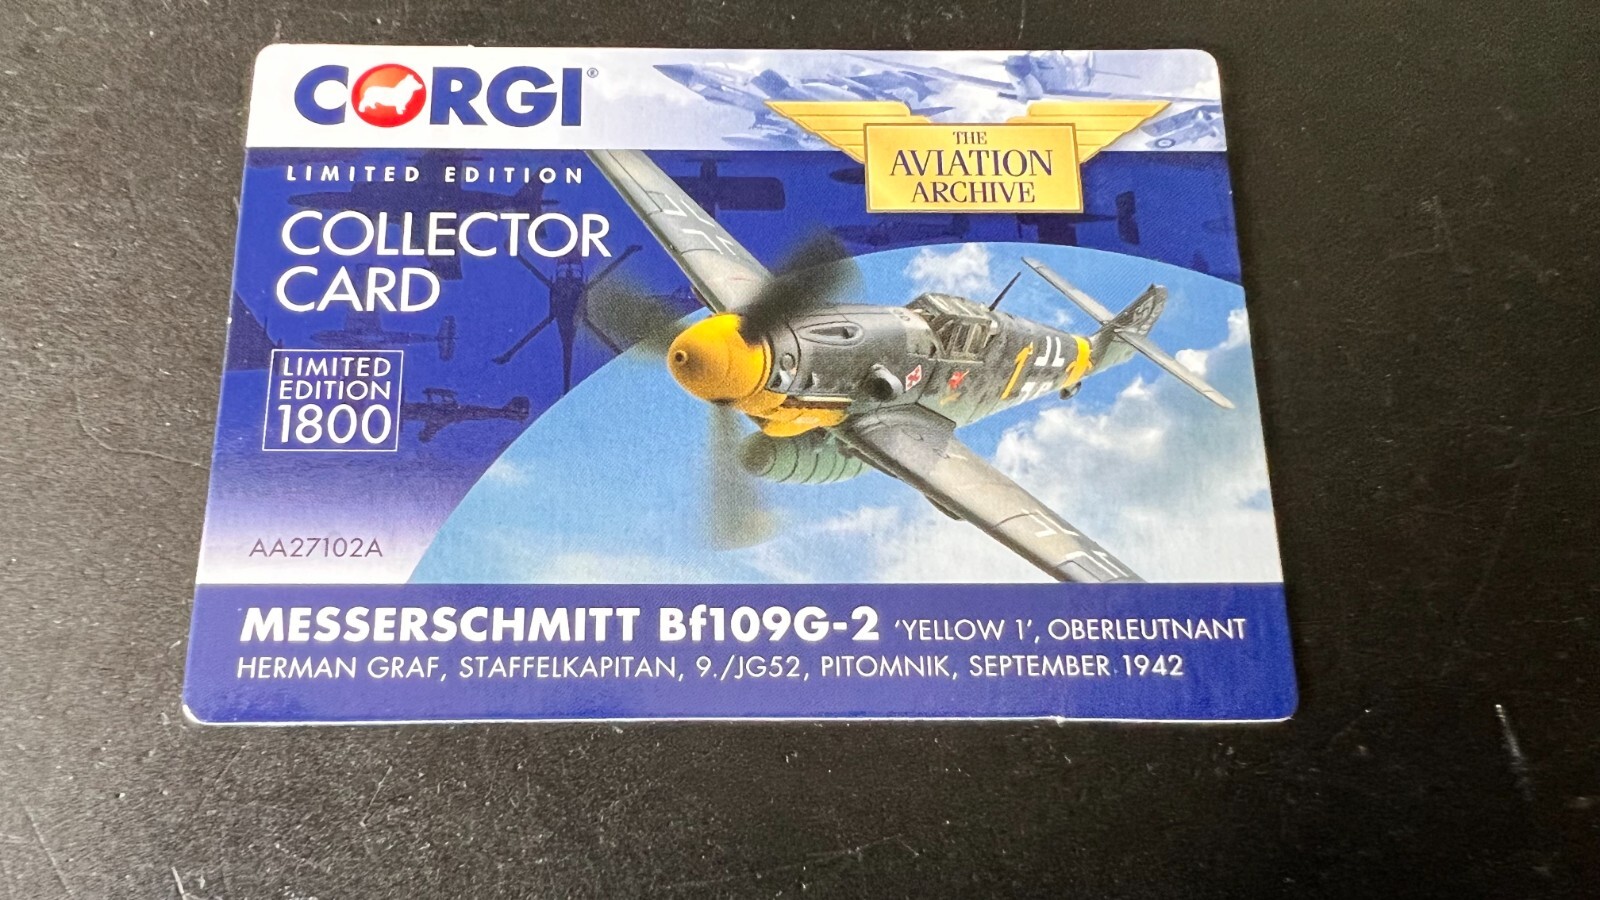 CORGI®
THE
AVIATION
ARCHIVE
LIMITED EDITION
COLLECTOR
CARD
LIMITED
EDITION
1800
AA27102A
MESSERSCHMITT Bf109G-2 'YELLOW 1', OBERLEUTNANT
HERMAN GRAF, STAFFELKAPITAN, 9./JG52, PITOMNIK, SEPTEMBER 1942